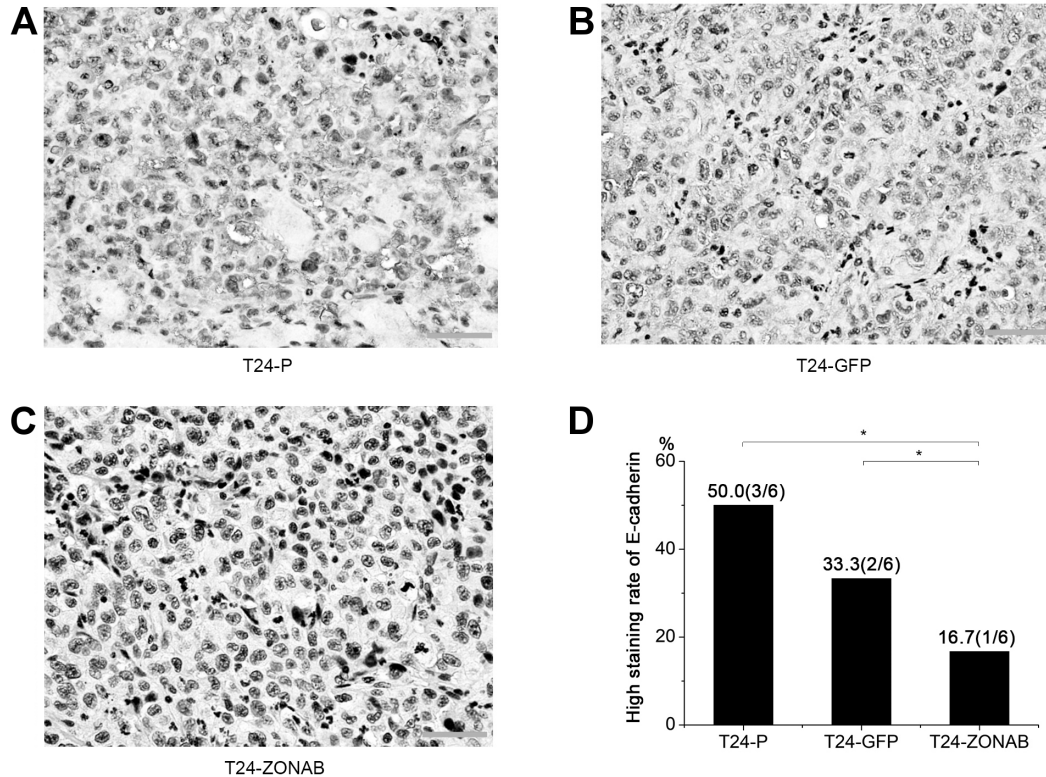 A
T24-P
B
T24-GFP
C
T24-ZONAB
D
%
High staining rate of E-cadherin
60
40
20
0
*
*
50.0(3/6)
33.3(2/6)
16.7(1/6)
T24-P
T24-GFP
T24-ZONAB